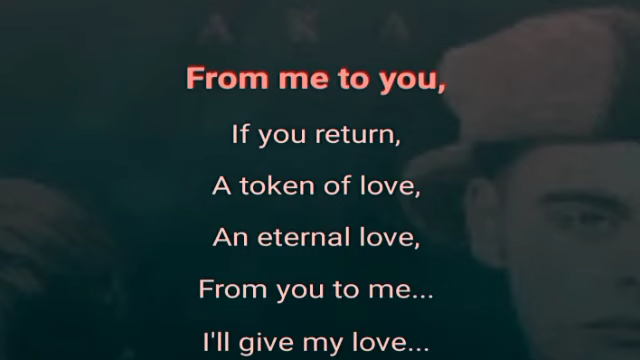 A K A
From me to you,
If you return,
A token of love,
An eternal love,
From you to me...
I'll give my love...